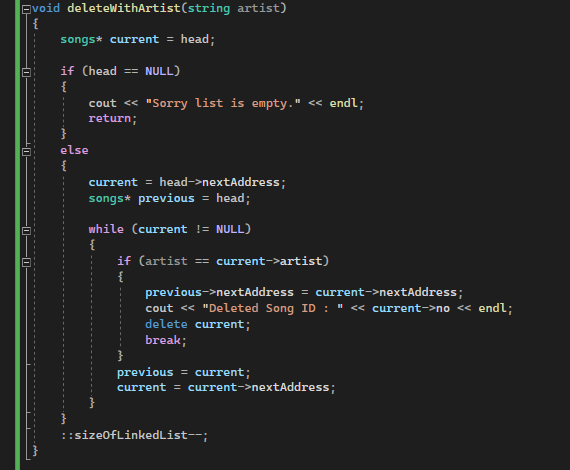 void deleteWithArtist(string artist)
{
    songs* current = head;

    if (head == NULL)
    {
        cout << "Sorry list is empty." << endl;
        return;
    }
    else
    {
        current = head->nextAddress;
        songs* previous = head;

        while (current != NULL)
        {
            if (artist == current->artist)
            {
                previous->nextAddress = current->nextAddress;
                cout << "Deleted Song ID : " << current->no << endl;
                delete current;
                break;
            }
            previous = current;
            current = current->nextAddress;
        }
    }
    ::sizeOfLinkedList--;
}